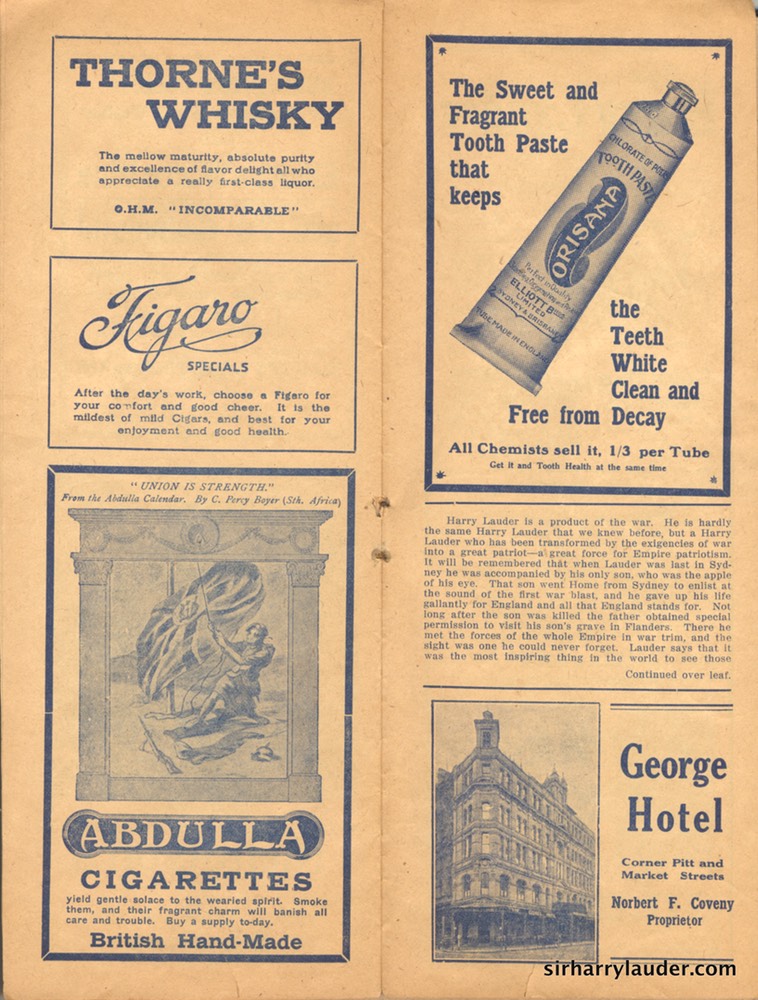 THORNE'S
WHISKY
The mellow maturity, absolute purity
and excellence of flavor delight all who
appreciate a really first-class liquor.
O.H.M. "INCOMPARABLE"
Figaro
SPECIALS
After the day's work, choose a Figaro for
your comfort and good cheer. It is the
mildest of mild Cigars, and best for your
enjoyment and good health.
"UNION IS STRENGTH."
From the Abdulla Calendar. By C. Percy Boyer (Sth. Africa)
ABDULLA
CIGARETTES
yield gentle solace to the wearied spirit. Smoke
them, and their fragrant charm will banish all
care and trouble. Buy a supply to-day.
British Hand-Made
The Sweet and
Fragrant
Tooth Paste
that
keeps
CHLORATE OF
TOOTH PASTE
ORISANA
Perfect in Quality
ELLIOTT BROS
LIMITED
SYDNEY & BRISBANE
TUBE MADE IN ENGLAND
the
Teeth
White
Clean and
Free from Decay
All Chemists sell it, 1/3 per Tube
Get it and Tooth Health at the same time
Harry Lauder is a product of the war. He is hardly
the same Harry Lauder that we knew before, but a Harry
Lauder who has been transformed by the exigencies of war
into a great patriot—a great force for Empire patriotism.
It will be remembered that when Lauder was last in Syd-
ney he was accompanied by his only son, who was the apple
of his eye. That son went Home from Sydney to enlist at
the sound of the first war blast, and he gave up his life
gallantly for England and all that England stands for. Not
long after the son was killed the father obtained special
permission to visit his son's grave in Flanders. There he
met the forces of the whole Empire in war trim, and the
sight was one he could never forget. Lauder says that it
was the most inspiring thing in the world to see those
Continued over leaf.
George
Hotel
Corner Pitt and
Market Streets
Norbert F. Coveny
Proprietor
sirharrylauder.com